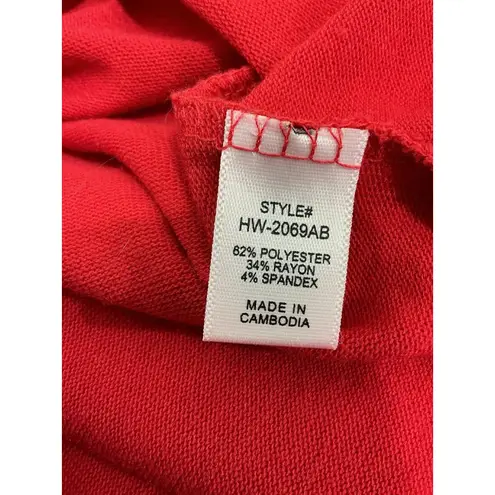 STYLE#
HW-2069AB
62% POLYESTER
34% RAYON
4% SPANDEX
MADE IN
CAMBODIA